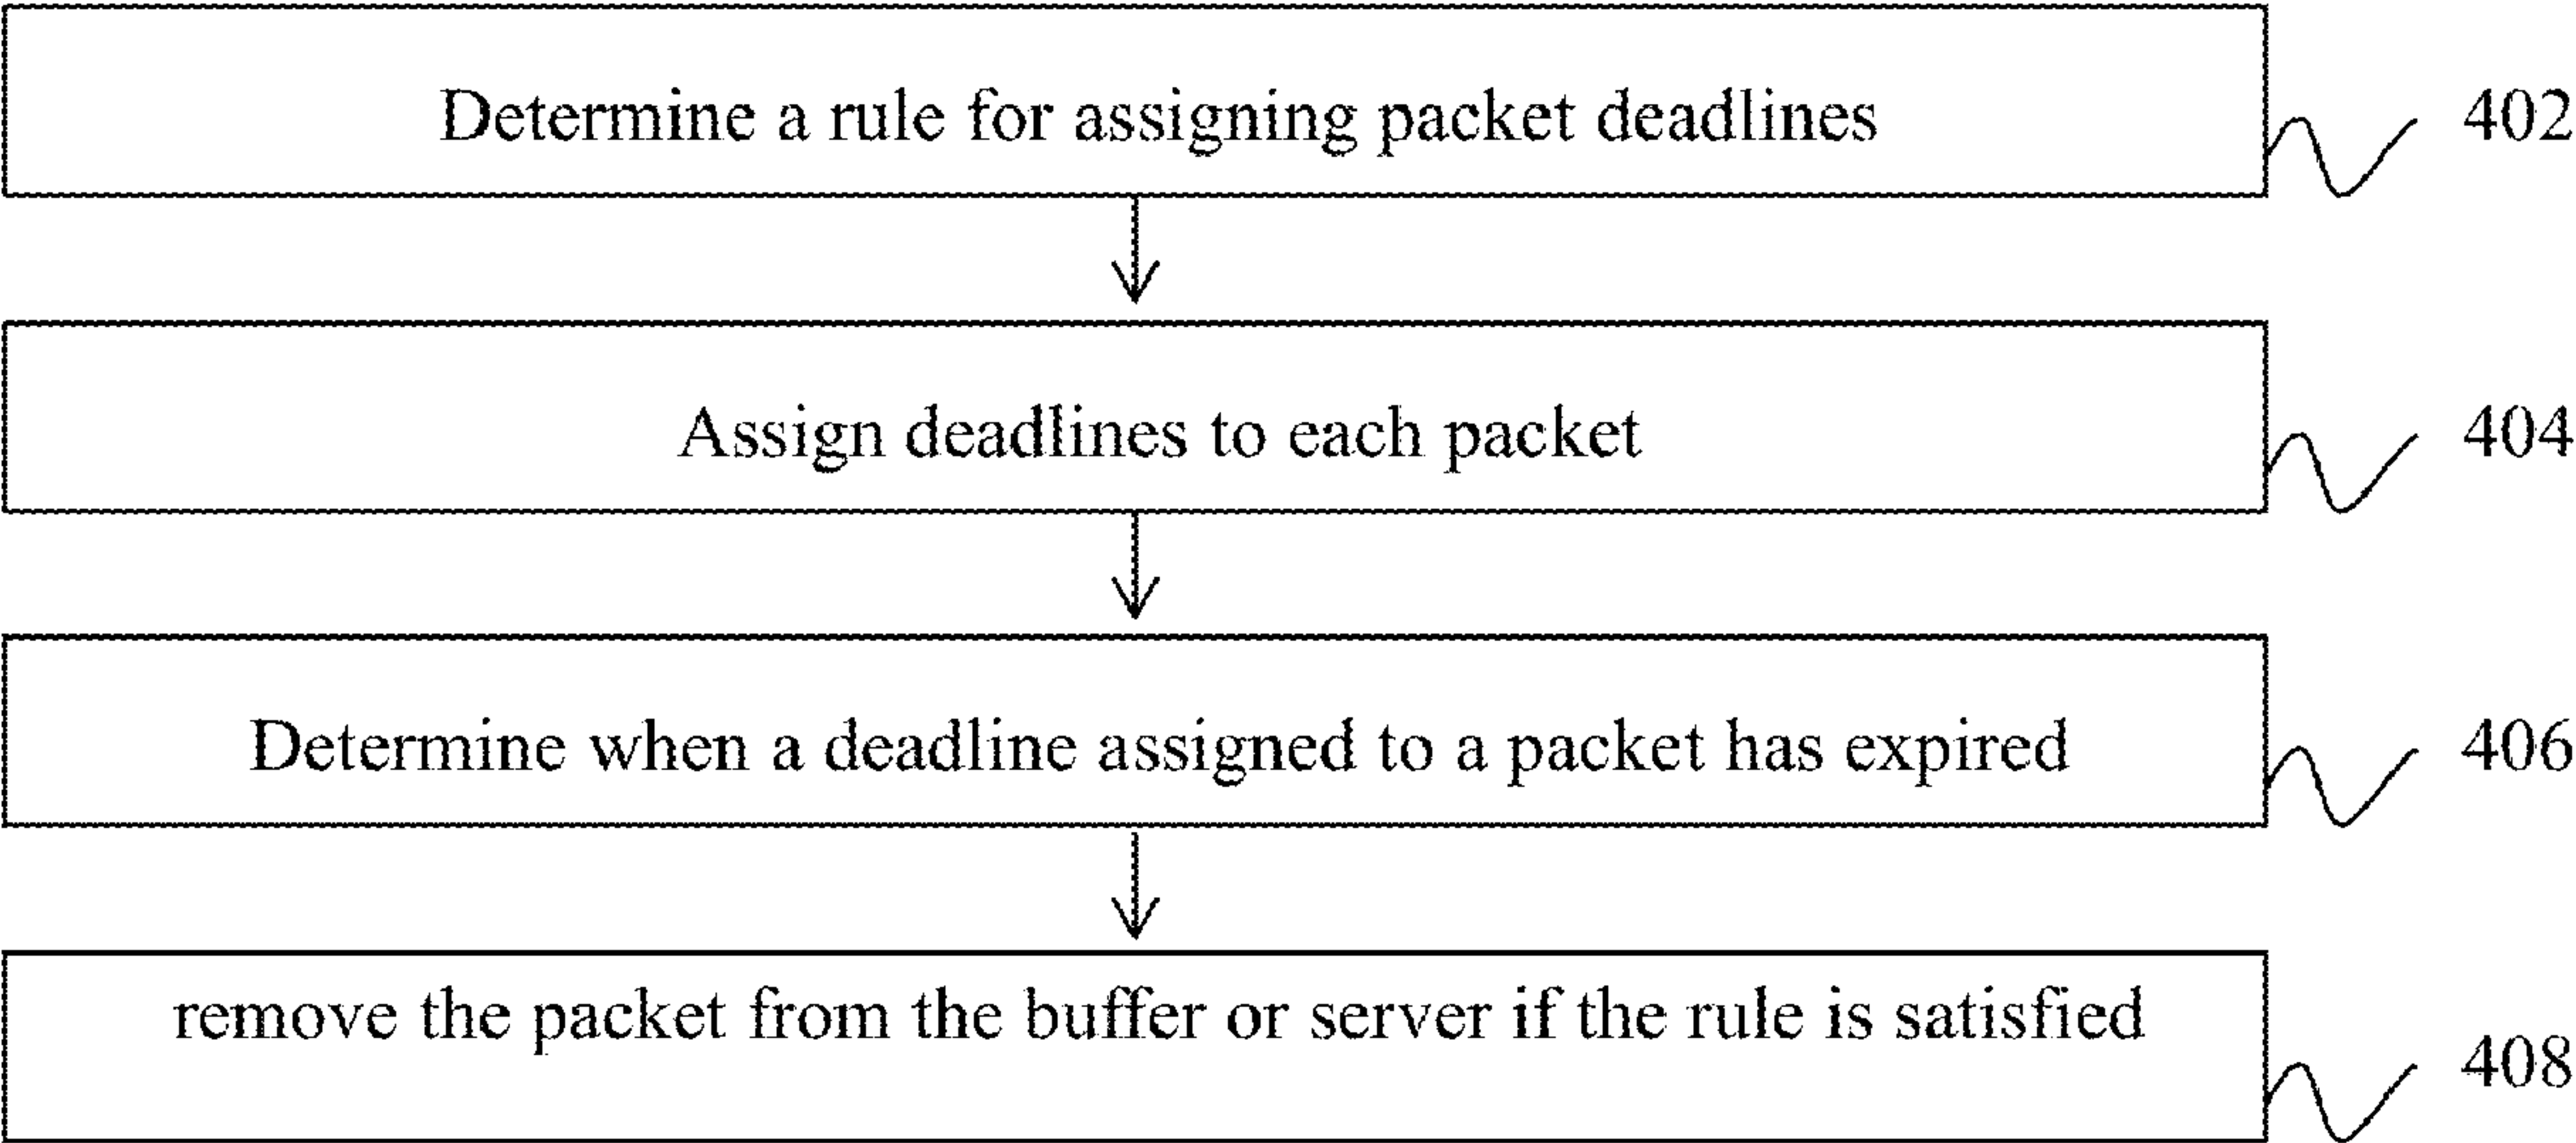 Determine a rule for assigning packet deadlines 402
Assign deadlines to each packet 404
Determine when a deadline assigned to a packet has expired 406
remove the packet from the buffer or server if the rule is satisfied
408